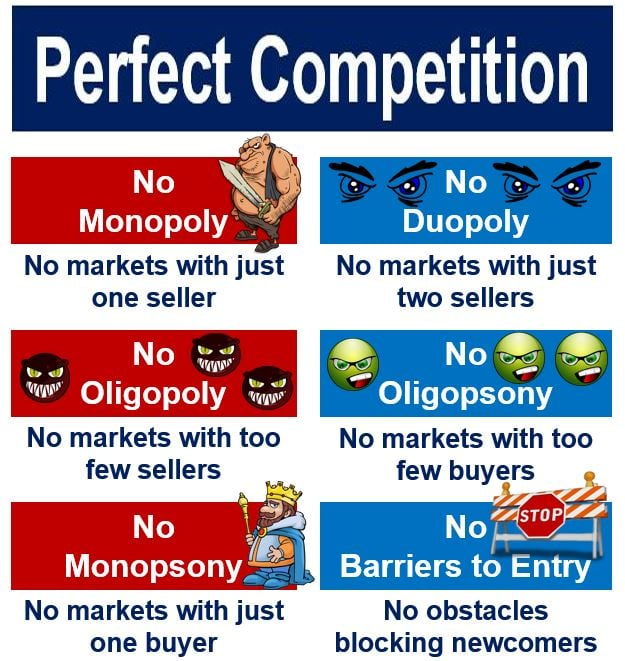 Perfect Competition
No
Monopoly
No markets with just
one seller
No
Duopoly
No markets with just
two sellers
No
Oligopoly
No markets with too
few sellers
No
Oligopsony
No markets with too
few buyers
No
Monopsony
No markets with just
one buyer
STOP
No
Barriers to Entry
No obstacles
blocking newcomers